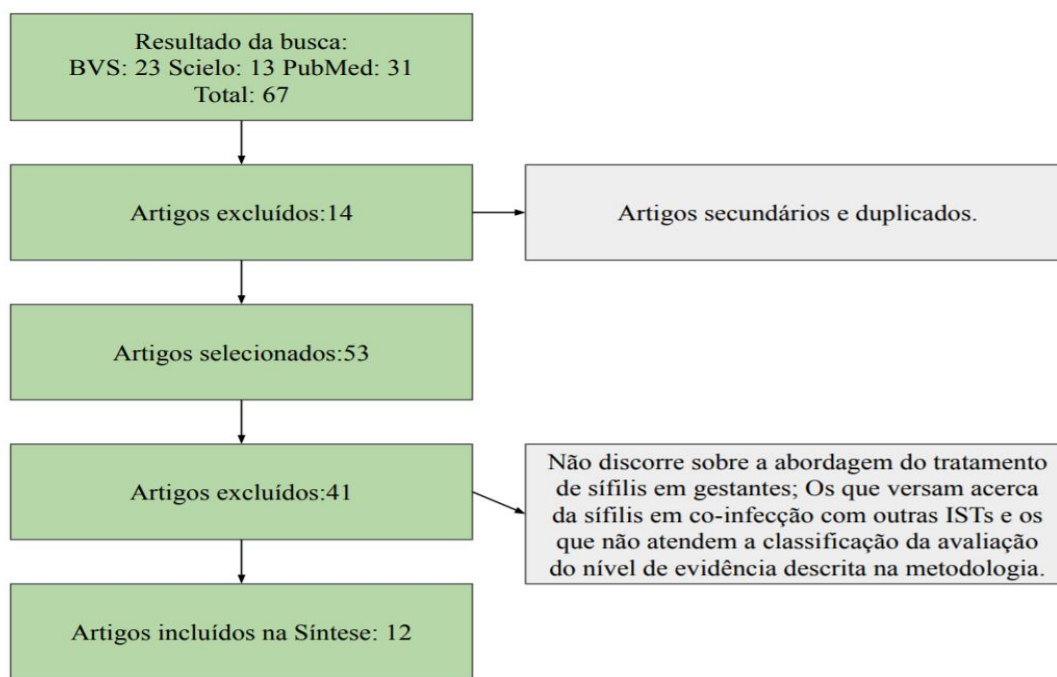 Resultado da busca:
BVS: 23 Scielo: 13 PubMed: 31
Total: 67
Artigos excluídos:14
Artigos secundários e duplicados.
Artigos selecionados:53
Artigos excluídos:41
Não discorre sobre a abordagem do tratamento
de sífilis em gestantes; Os que versam acerca
da sífilis em co-infecção com outras ISTs e os
que não atendem a classificação da avaliação
do nível de evidência descrita na metodologia.
Artigos incluídos na Síntese: 12